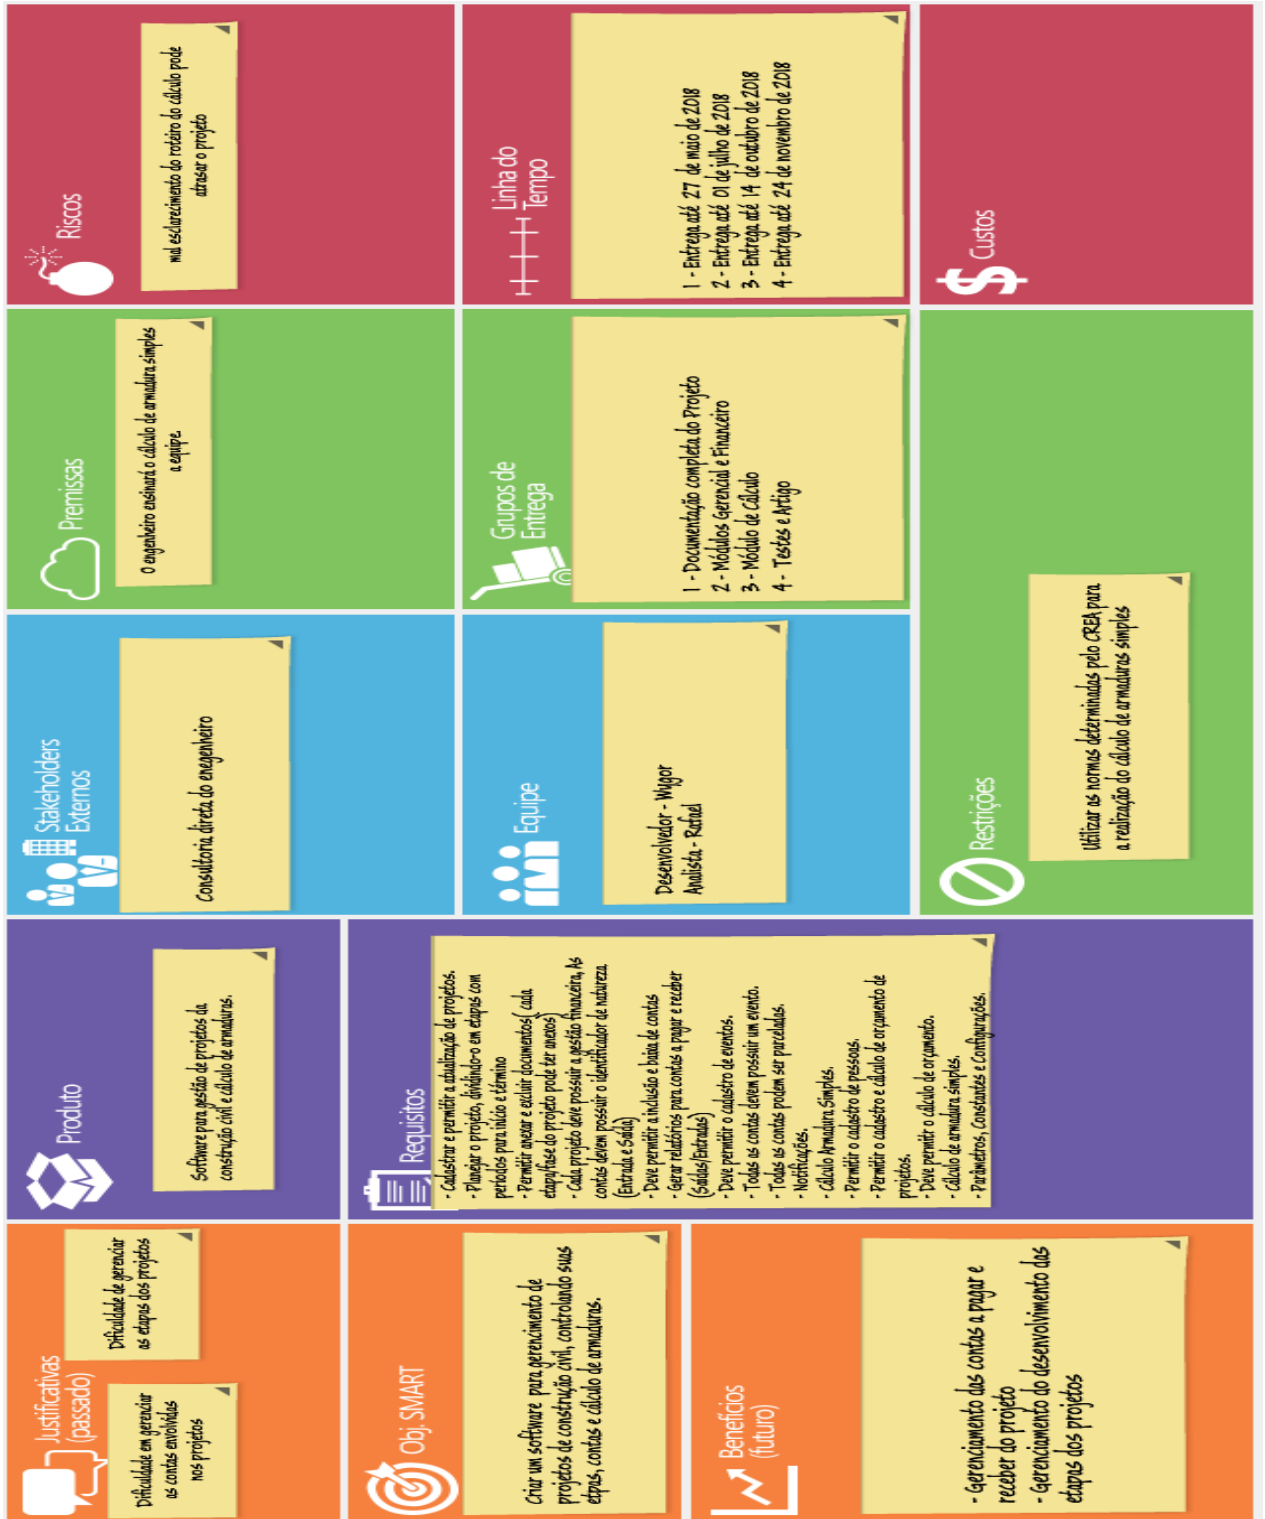 Justificativas
(passado)
Dificuldade em gerenciar
as contas envolvidas
nos projetos
Dificuldade de gerenciar
as etapas dos projetos
Obj. SMART
Criar um software para gerencimento de
projetos de construção civil, controlando suas
etpas, contas e cálculo de armaduras.
Benefícios
(futuro)
- Gerenciamento das contas a pagar e
receber do projeto
- Gerenciamento do desenvolvimento das
etapas dos projetos
Produto
Software para gestão de projetos da
construção civil e cálculo de armaduras.
Requisitos
- Cadastrar e permitir a atualização de projetos.
- Planejar o projeto, dividindo-o em etapas com
períodos para início e término
- Permitir anexar e excluir documentos( cada
etapa/fase do projeto pode ter anexos)
- Cada projeto deve possuir a gestão financeira, As
contas devem possuir o identificador de natureza
(Entrada e Saída)
- Deve permitir a inclusão e baixa de contas
- Gerar relatórios para contas a pagar e receber
(Saídas/Entradas)
- Deve permitir o cadastro de eventos.
- Todas as contas devem possuir um evento.
- Todas as contas podem ser parceladas.
- Notificações.
- Cálculo Armadura Simples.
- Permitir o cadastro de pessoas.
- Permitir o cadastro e cálculo de orçamento de
projetos.
- Deve permitir o cálculo de orçamento.
- Cálculo de armadura simples.
- Parâmetros, Constantes e Configurações.
Stakeholders
Externos
Consultoria direta do enegenheiro
Equipe
Desenvolvedor - Wygor
Analista - Rafael
Premissas
O engenheiro ensinará o cálculo de armadura simples
a equipe.
Grupos de
Entrega
1 - Documentação completa do Projeto
2 - Módulos Gerencial e Financeiro
3 - Módulo de Cálculo
4 - Testes e Artigo
Restrições
Utilizar as normas determinadas pelo CREA para
a realização do cálculo de armaduras simples
Riscos
mal esclarecimento do roteiro do cálculo pode
atrasar o projeto
Linha do
Tempo
1 - Entrega até 27 de maio de 2018
2 - Entrega até 01 de julho de 2018
3 - Entrega até 14 de outubro de 2018
4 - Entrega até 24 de novembro de 2018
$ Custos